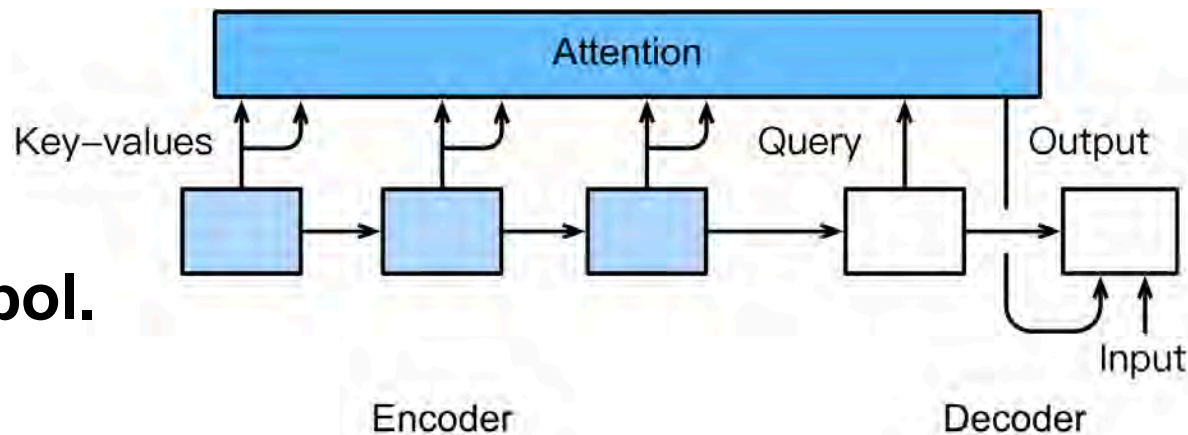 Attention
Key–values
Query
Output
Input
Encoder
Decoder